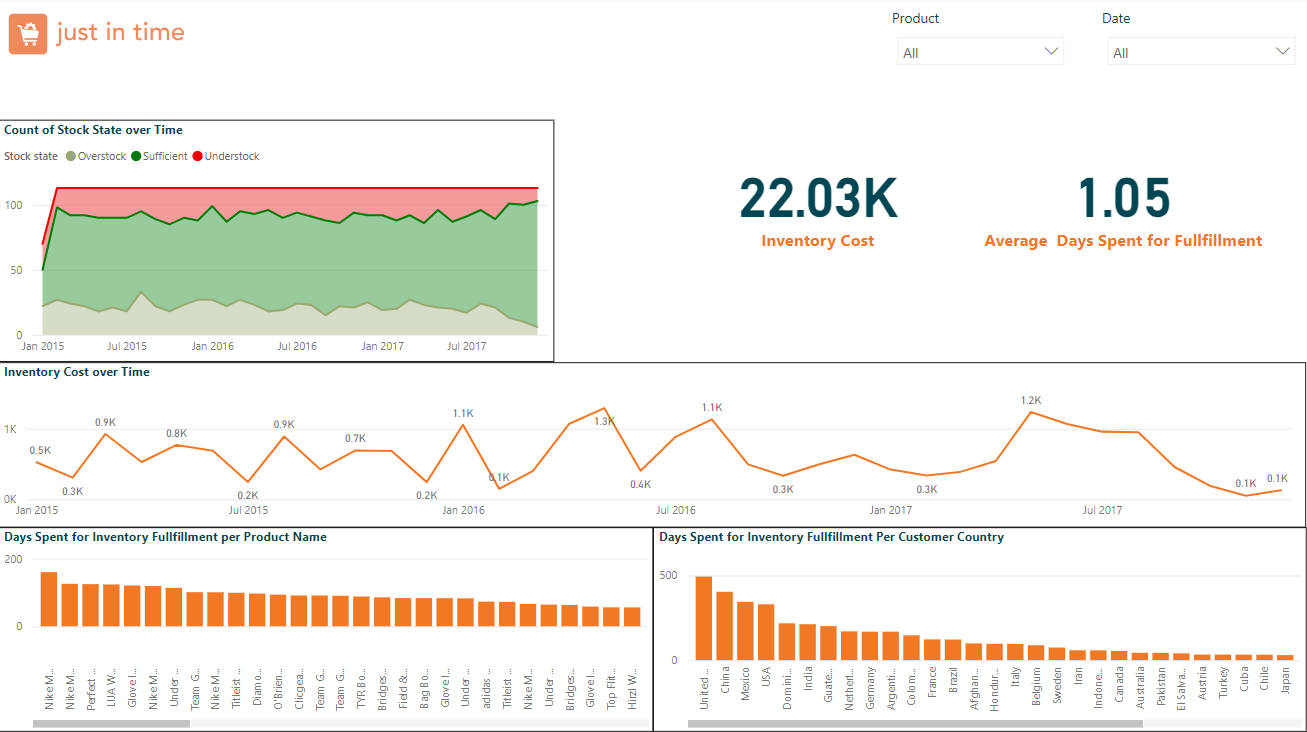 just in time
Product
Date
All
All
Count of Stock State over Time
Stock state Overstock Sufficient Understock
100
50
0
Jan 2015 Jul 2015 Jan 2016 Jul 2016 Jan 2017 Jul 2017
22.03K
Inventory Cost
1.05
Average Days Spent for Fullfillment
Inventory Cost over Time
1K
0K
0.5K 0.3K 0.9K 0.8K 0.2K 0.9K 0.7K 0.2K 1.1K 0.1K 1.3K 0.4K 1.1K 0.3K 0.3K 1.2K 0.1K 0.1K
Jan 2015 Jul 2015 Jan 2016 Jul 2016 Jan 2017 Jul 2017
Days Spent for Inventory Fullfillment per Product Name
200
0
Nike M...
Nike M...
Perfect ...
LIJA W...
Glove I...
Nike M...
Under ...
Team G...
Nike M...
Titleist ...
Diamo...
O'Brien...
Clicgea...
Team G...
Team G...
TYR Bo...
Bridges...
Field &...
Bag Bo...
Glove I...
Under ...
adidas ...
Titleist ...
Nike M...
Under ...
Bridges...
Glove I...
Top Flit...
Hirzl W...
Days Spent for Inventory Fullfillment Per Customer Country
500
0
United ...
China
Mexico
USA
Domini...
India
Guate...
Netherl...
Germany
Argenti...
Colom...
France
Brazil
Afghan...
Hondur...
Italy
Belgium
Sweden
Iran
Indone...
Canada
Australia
Pakistan
El Salva...
Austria
Turkey
Cuba
Chile
Japan